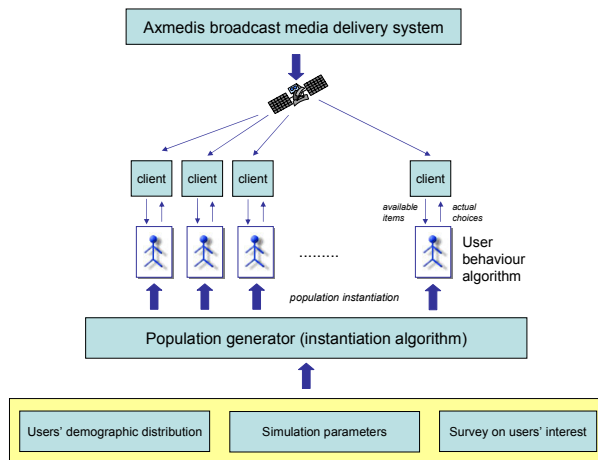 Axmedis broadcast media delivery system
client
client
client
client
available items
actual choices
.........
User behaviour algorithm
population instantiation
Population generator (instantiation algorithm)
Users' demographic distribution
Simulation parameters
Survey on users' interest